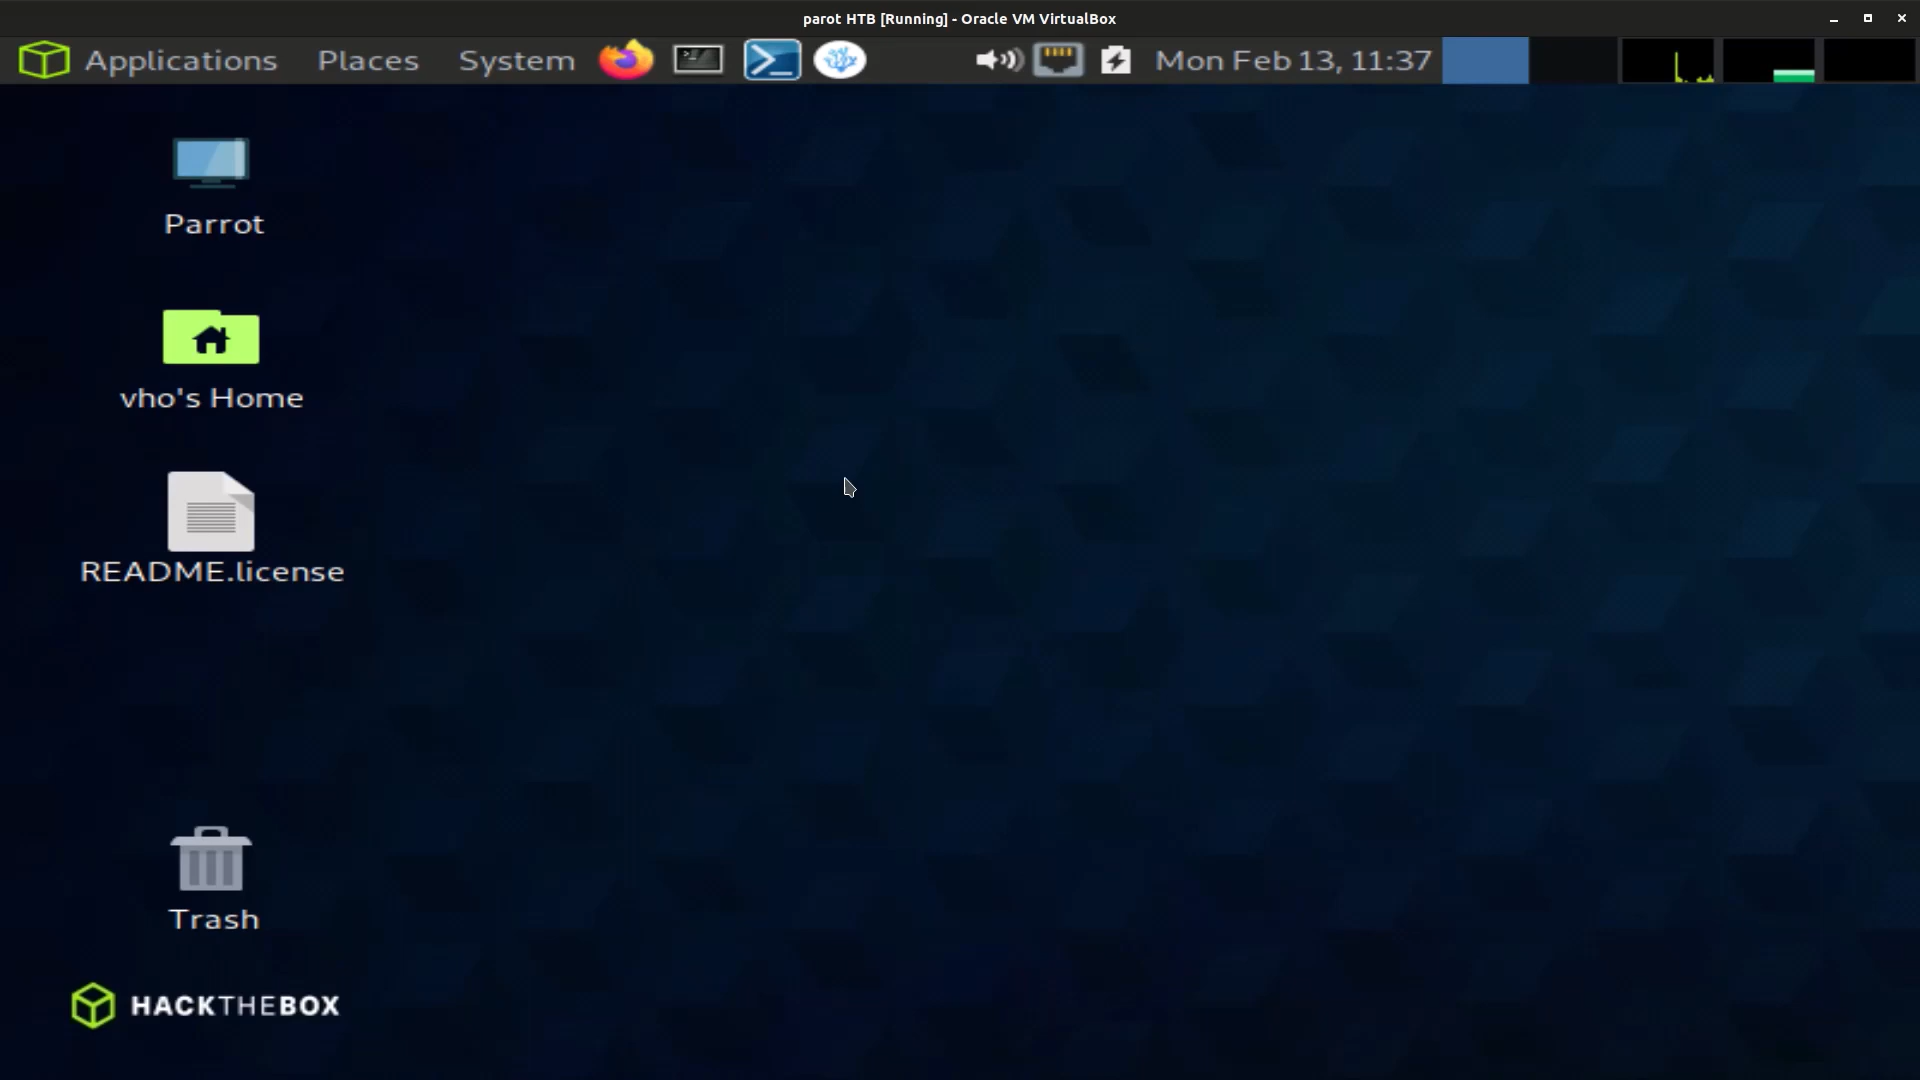 parot HTB [Running] - Oracle VM VirtualBox
Applications Places System Mon Feb 13, 11:37
Parrot
vho's Home
README.license
Trash
HACKTHEBOX